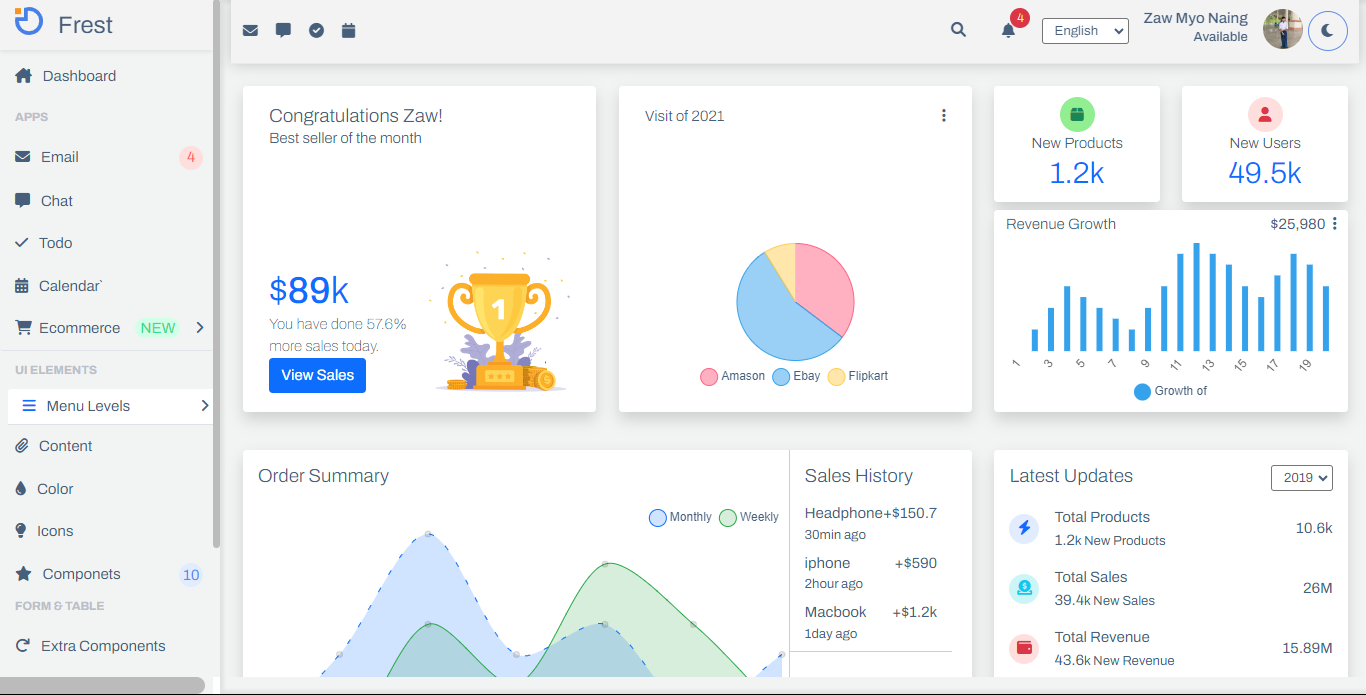 Frest
Dashboard
APPS
Email 4
Chat
Todo
Calendar`
Ecommerce NEW
UI ELEMENTS
Menu Levels
Content
Color
Icons
Componets 10
FORM & TABLE
Extra Components
4
English
Zaw Myo Naing
Available
Congratulations Zaw!
Best seller of the month
$89k
You have done 57.6%
more sales today.
View Sales
1
Visit of 2021
Amason Ebay Flipkart
New Products
1.2k
New Users
49.5k
Revenue Growth $25,980
1 3 5 7 9 11 13 15 17 19
Growth of
Order Summary
Monthly Weekly
Sales History
Headphone+$150.7
30min ago
iphone +$590
2hour ago
Macbook +$1.2k
1day ago
Latest Updates 2019
Total Products
1.2k New Products 10.6k
Total Sales
39.4k New Sales 26M
Total Revenue
43.6k New Revenue 15.89M